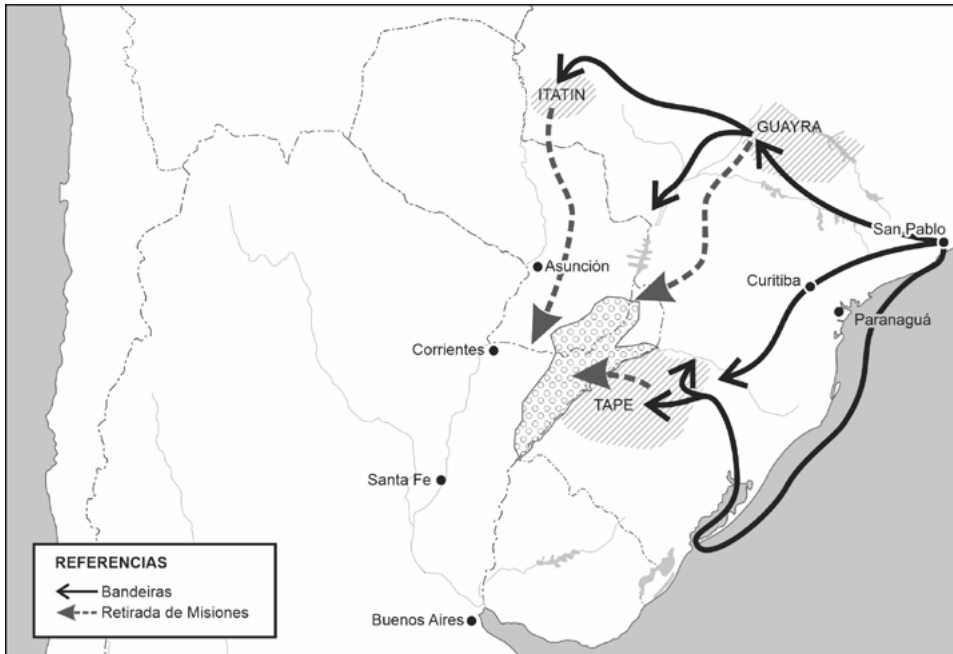 ITATIN
GUAYRA
San Pablo
Asunción
Curitiba
Paranaguá
Corrientes
TAPE
Santa Fe
REFERENCIAS
Bandeiras
Retirada de Misiones
Buenos Aires